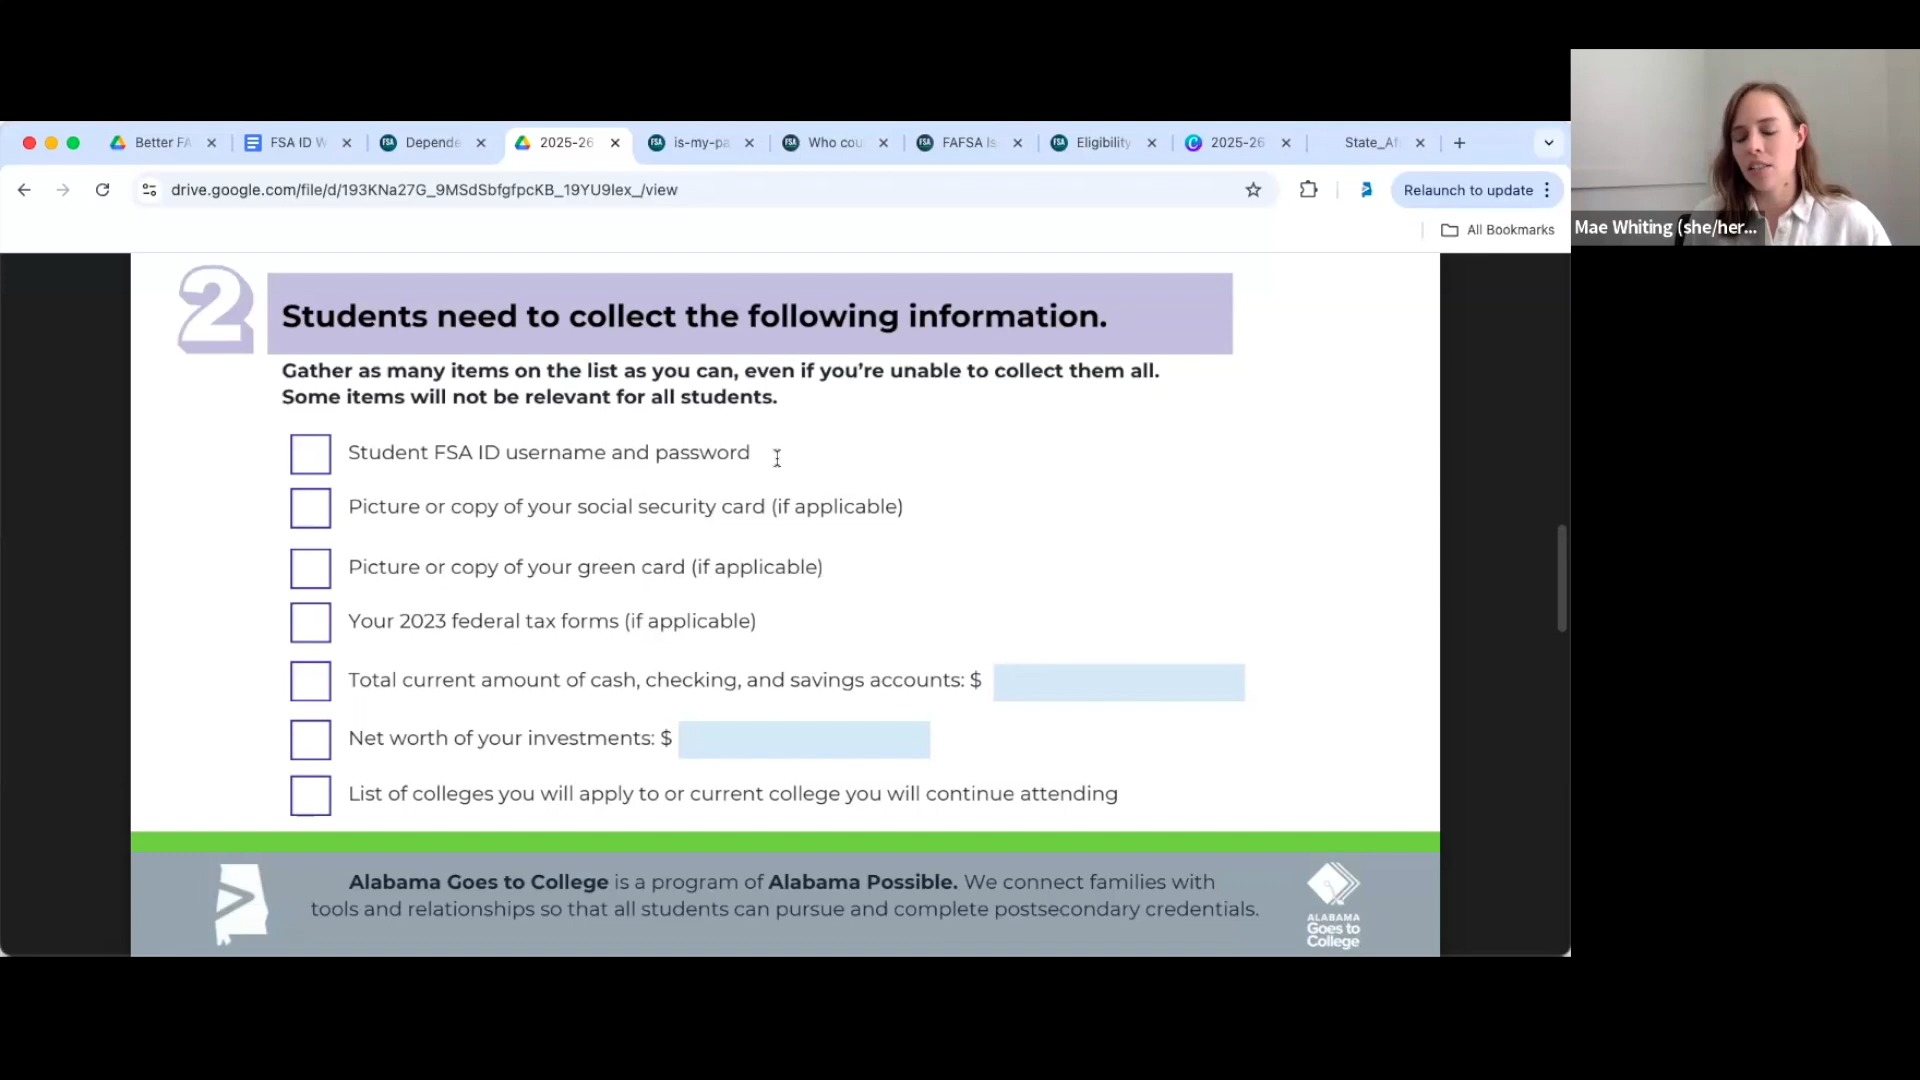 Better FA
FSA ID W
FSA
Depende
2025-26
FSA
is-my-pa
FSA
Who cou
FSA
FAFSA Is
FSA
Eligibility
C
2025-26
State_Af
drive.google.com/file/d/193KNa27G_9MSdSbfgfpcKB_19YU9lex_/view
Relaunch to update
All Bookmarks
Mae Whiting (she/her...
2
Students need to collect the following information.
Gather as many items on the list as you can, even if you're unable to collect them all.
Some items will not be relevant for all students.
Student FSA ID username and password
Picture or copy of your social security card (if applicable)
Picture or copy of your green card (if applicable)
Your 2023 federal tax forms (if applicable)
Total current amount of cash, checking, and savings accounts: $
Net worth of your investments: $
List of colleges you will apply to or current college you will continue attending
Alabama Goes to College is a program of Alabama Possible. We connect families with
tools and relationships so that all students can pursue and complete postsecondary credentials.
ALABAMA
Goes to
College